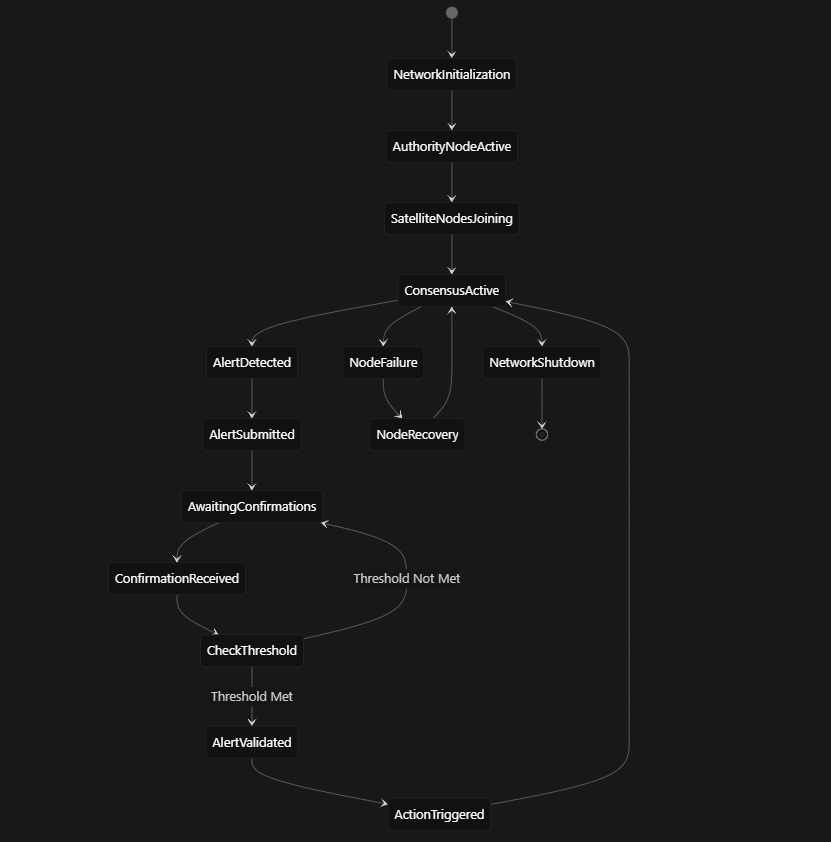 NetworkInitialization
AuthorityNodeActive
SatelliteNodesJoining
ConsensusActive
AlertDetected
NodeFailure
NetworkShutdown
AlertSubmitted
NodeRecovery
AwaitingConfirmations
ConfirmationReceived
Threshold Not Met
CheckThreshold
Threshold Met
AlertValidated
ActionTriggered